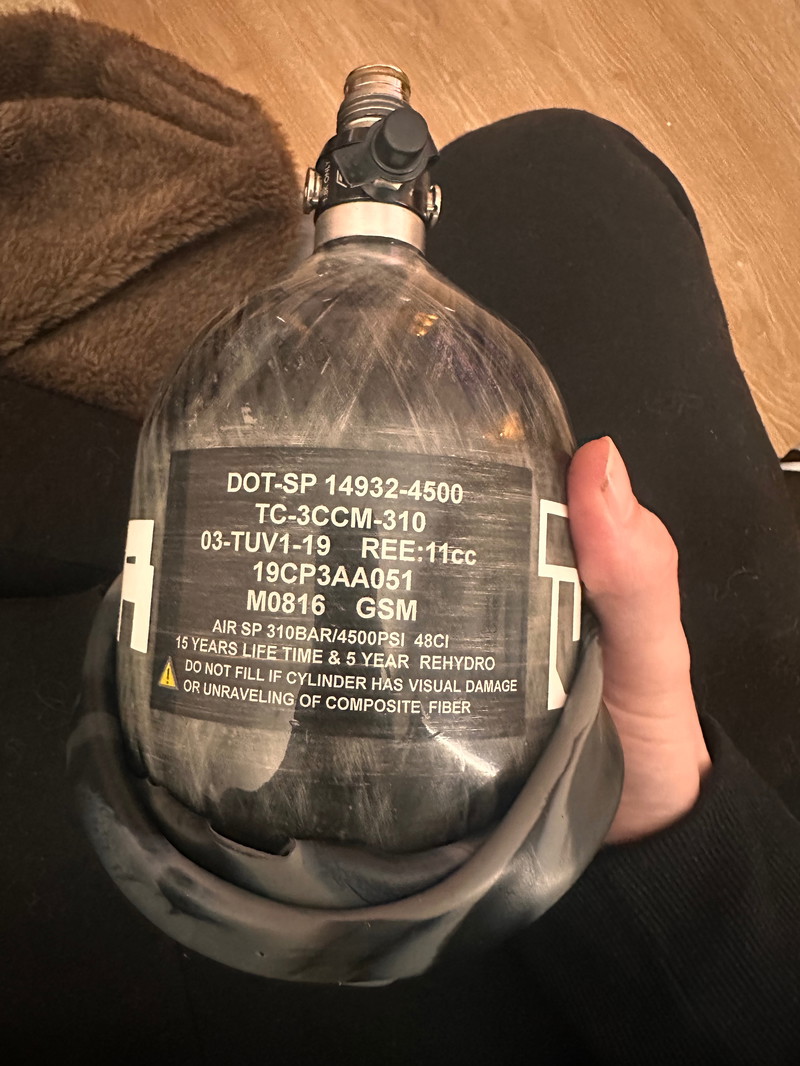 DOT-SP 14932-4500
TC-3CCM-310
03-TUV1-19 REE:11cc
19CP3AA051
M0816 GSM
AIR SP 310BAR/4500PSI 48CI
15 YEARS LIFE TIME & 5 YEAR REHYDRO
DO NOT FILL IF CYLINDER HAS VISUAL DAMAGE
OR UNRAVELING OF COMPOSITE FIBER